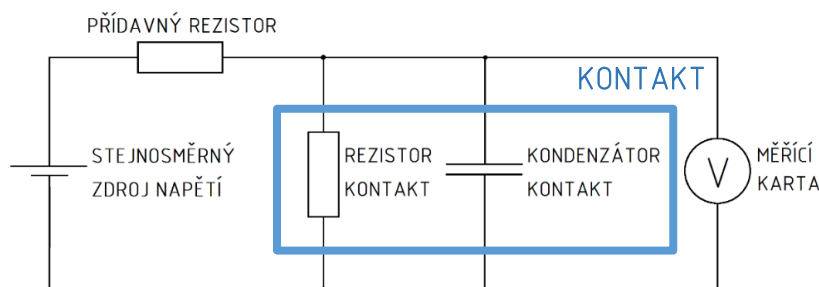 PŘÍDAVNÝ REZISTOR
KONTAKT
STEJNOSMĚRNÝ
ZDROJ NAPĚTÍ
REZISTOR
KONTAKT
KONDENZÁTOR
KONTAKT
V
MĚŘÍCÍ
KARTA